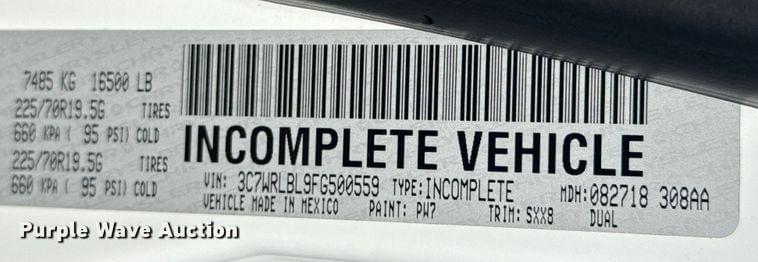 7485 KG 16500 LB
225/70R19.5G TIRES
660 KPA ( 95 PSI) COLD
225/70R19.5G TIRES
660 KPA ( 95 PSI) COLD
INCOMPLETE VEHICLE
VIN: 3C7WRLBL9FG500559 TYPE:INCOMPLETE MDH:082718 308AA
VEHICLE MADE IN MEXICO PAINT: PW7 TRIM: SXX8 DUAL
Purple Wave Auction